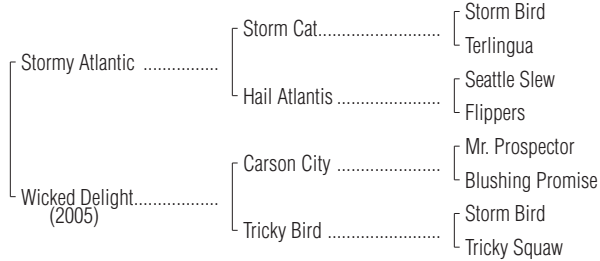 Storm Bird
Storm Cat..............................
Terlingua
Stormy Atlantic ..................
Seattle Slew
Hail Atlantis .........................
Flippers
Mr. Prospector
Carson City .........................
Blushing Promise
Wicked Delight....................
(2005)
Storm Bird
Tricky Bird ...........................
Tricky Squaw